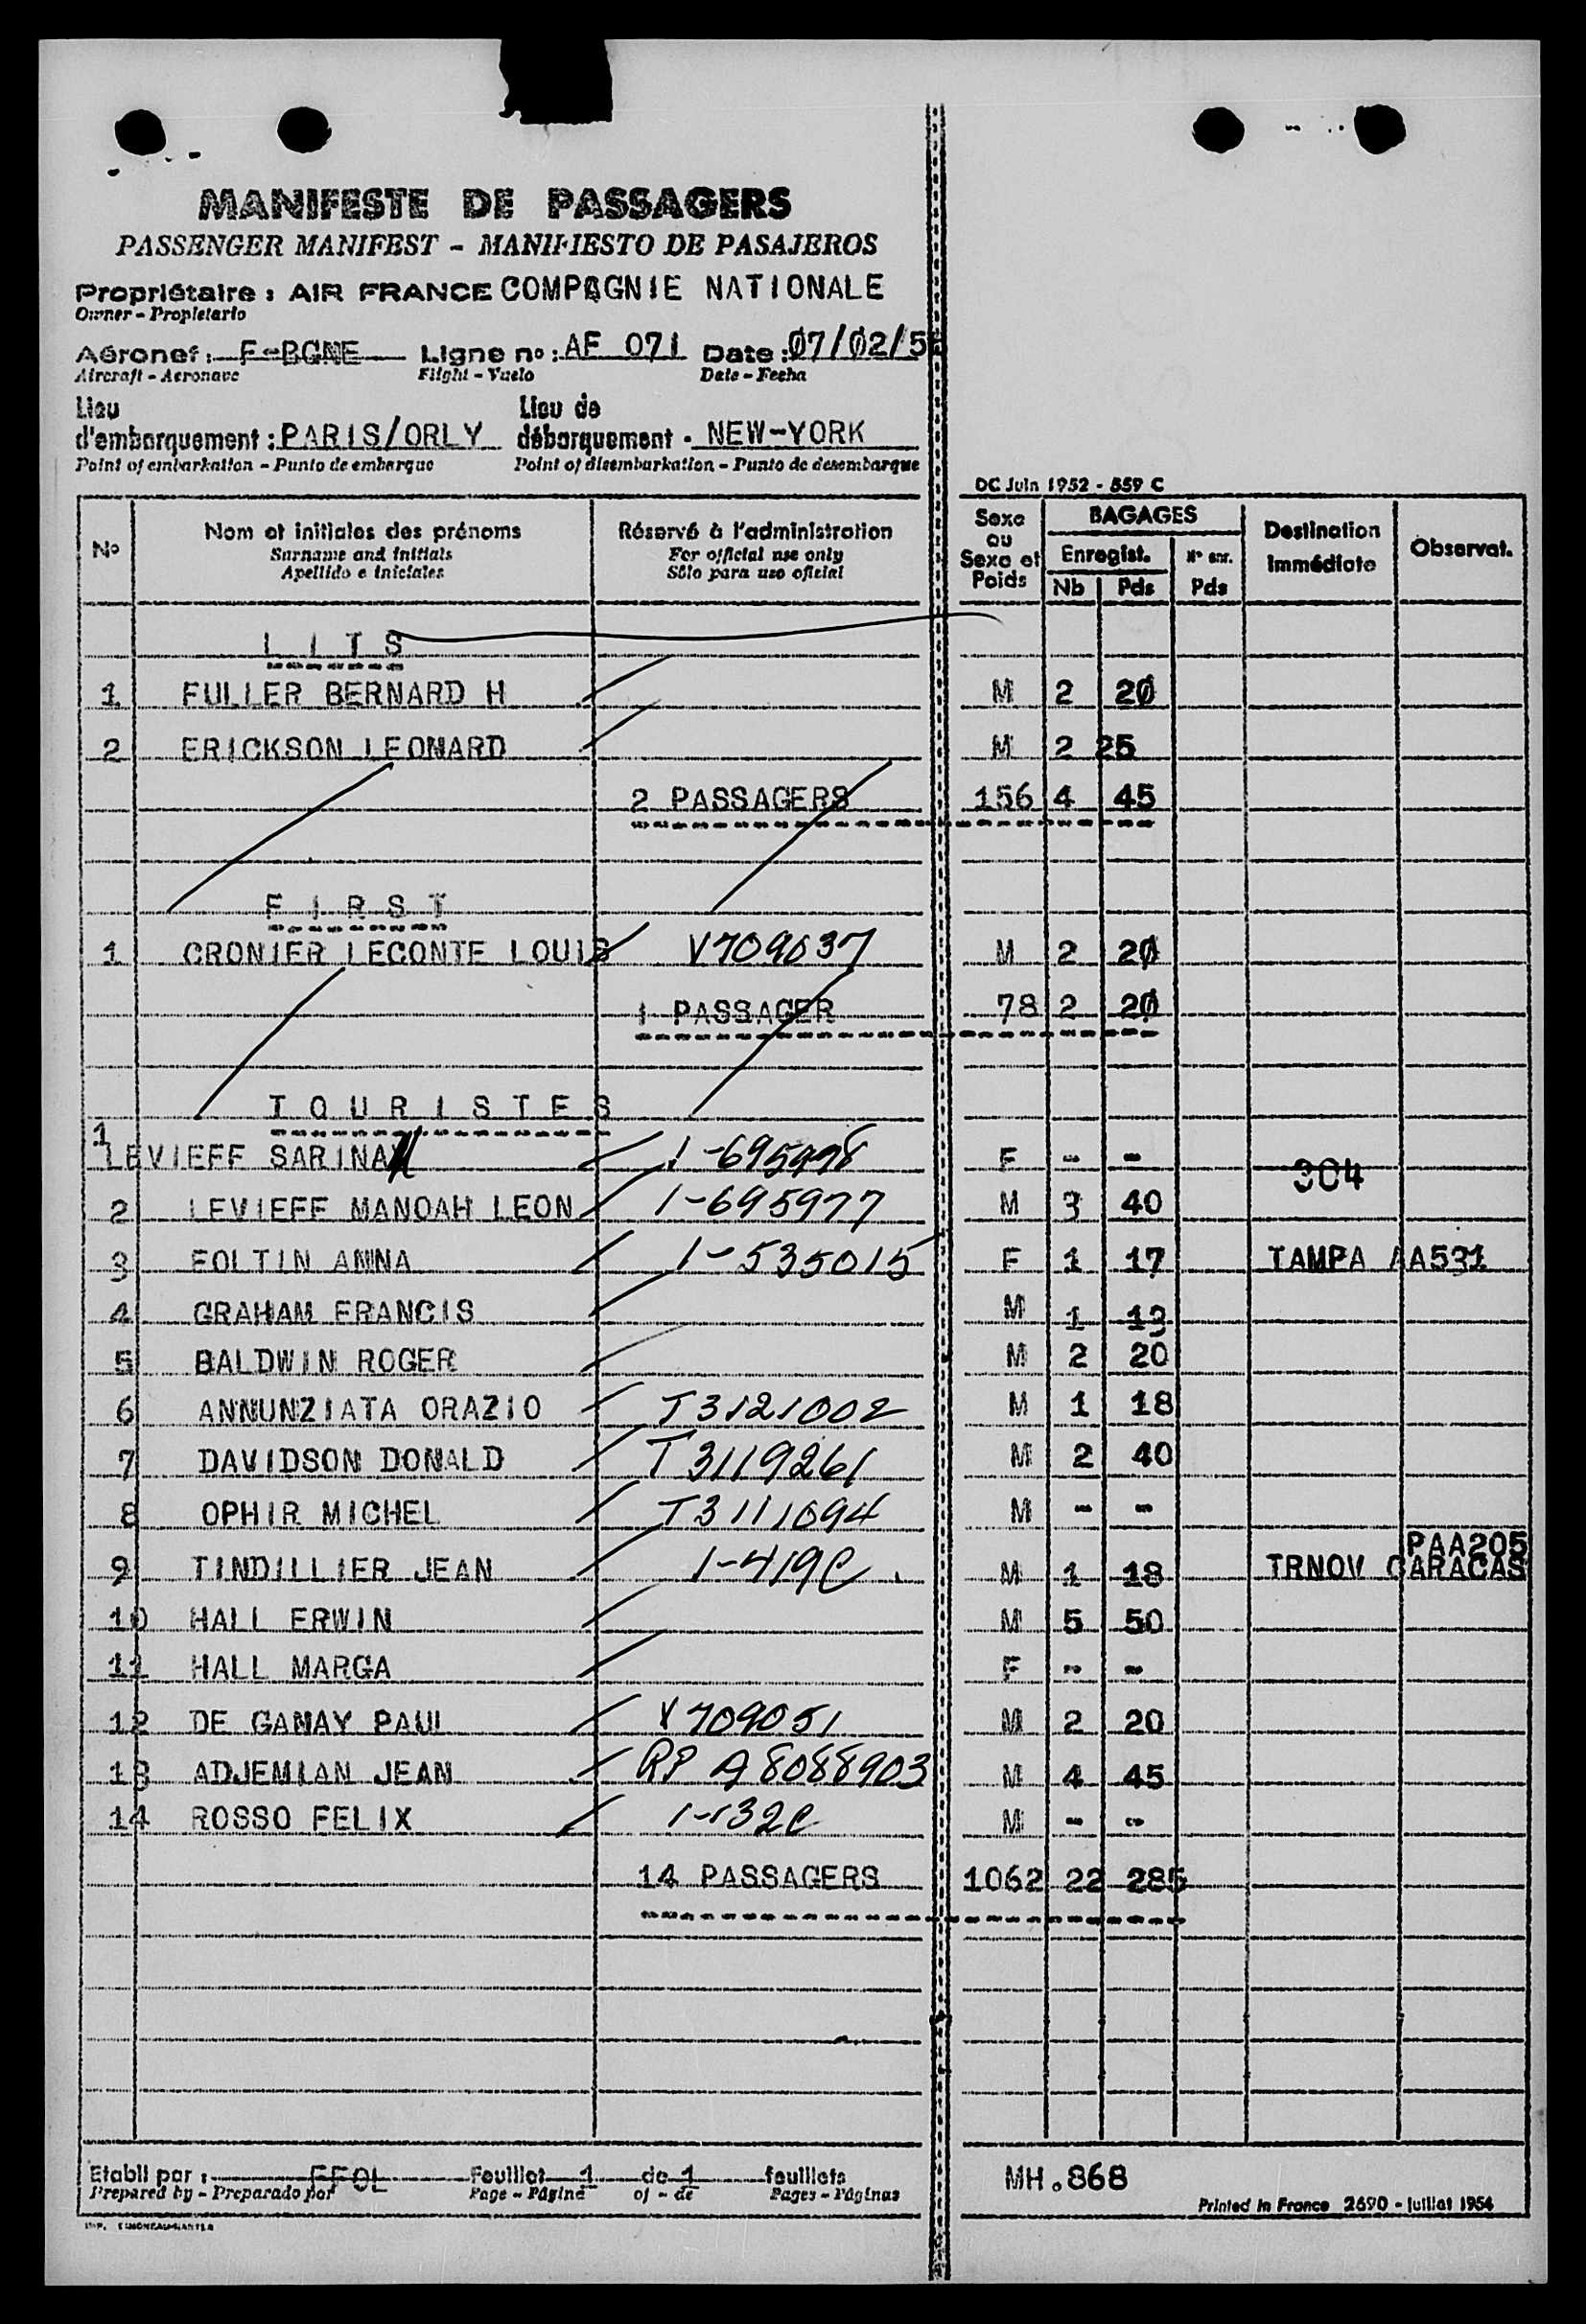 MANIFESTE DE PASSAGERS
PASSENGER MANIFEST - MANIFIESTO DE PASAJEROS
Propriétaire : AIR FRANCE COMPAGNIE NATIONALE
Owner - Propietario
Aéronef : F-BGNE Ligne no : AF 071 Date : 07/02/5
Aircraft - Aeronave Flight - Vuelo Date - Fecha
Lieu Lieu de
d'embarquement : PARIS/ORLY débarquement - NEW-YORK
Point of embarkation - Punto de embarque Point of disembarkation - Punto de desembarque
DC Juin 1952 - 559 C
No Nom et initiales des prénoms Réservé à l'administration Sexe ou Sexe et Poids BAGAGES Destination immédiate Observat.
Surname and initials For official use only Enregist. No enr.
Apellido e iniciales Sólo para uso oficial Nb Pds Pds
L I T S
1 FULLER BERNARD H M 2 20
2 ERICKSON LEONARD M 2 25
2 PASSAGERS 156 4 45
F I R S T
1 CRONIER LECONTE LOUIS V709037 M 2 20
1 PASSAGER 78 2 20
T O U R I S T E S
1 LEVIEFF SARINA 1-695978 F - - 304
2 LEVIEFF MANOAH LEON 1-695977 M 3 40
3 FOLTIN ANNA 1-535015 F 1 17 TAMPA AA531
4 GRAHAM FRANCIS M 1 13
5 BALDWIN ROGER M 2 20
6 ANNUNZIATA ORAZIO T3121002 M 1 18
7 DAVIDSON DONALD T3119261 M 2 40
8 OPHIR MICHEL T3111094 M - -
PAA205
9 TINDILLIER JEAN 1-419C M 1 18 TRNOV CARACAS
10 HALL ERWIN M 5 50
11 HALL MARGA F - -
12 DE GANAY PAUL V709051 M 2 20
13 ADJEMIAN JEAN RP A8088903 M 4 45
14 ROSSO FELIX 1-132C M - -
14 PASSAGERS 1062 22 285
Etabli par : FFOL Feuillet 1 de 1 feuillets MH.868
Prepared by - Preparado por Page - Página of - de Pages - Páginas
Printed in France 2690 - juillet 1954